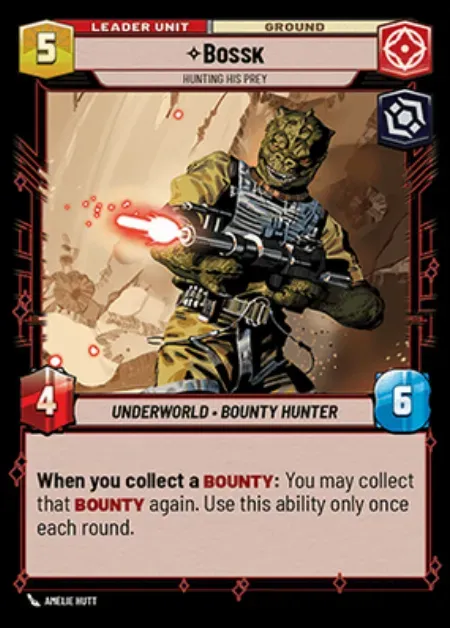 LEADER UNIT
GROUND
5
BOSSK
HUNTING HIS PREY
4
UNDERWORLD • BOUNTY HUNTER
6
When you collect a BOUNTY: You may collect
that BOUNTY again. Use this ability only once
each round.
AMÉLIE HUTT